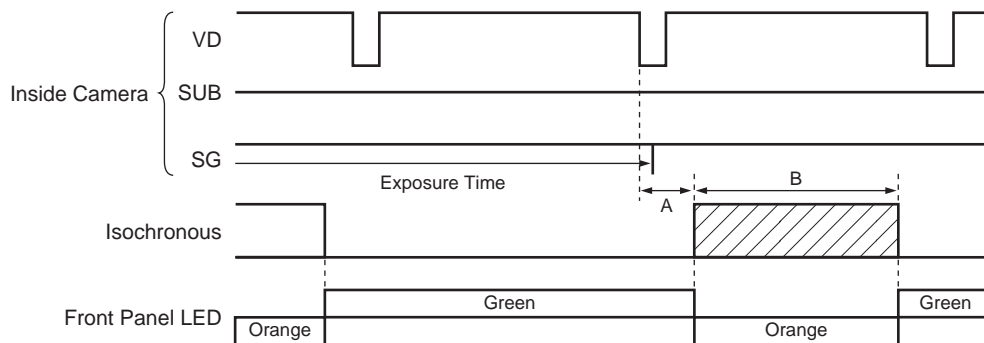 VD
Inside Camera
SUB
SG
Exposure Time
A
B
Isochronous
Green
Green
Front Panel LED
Orange
Orange